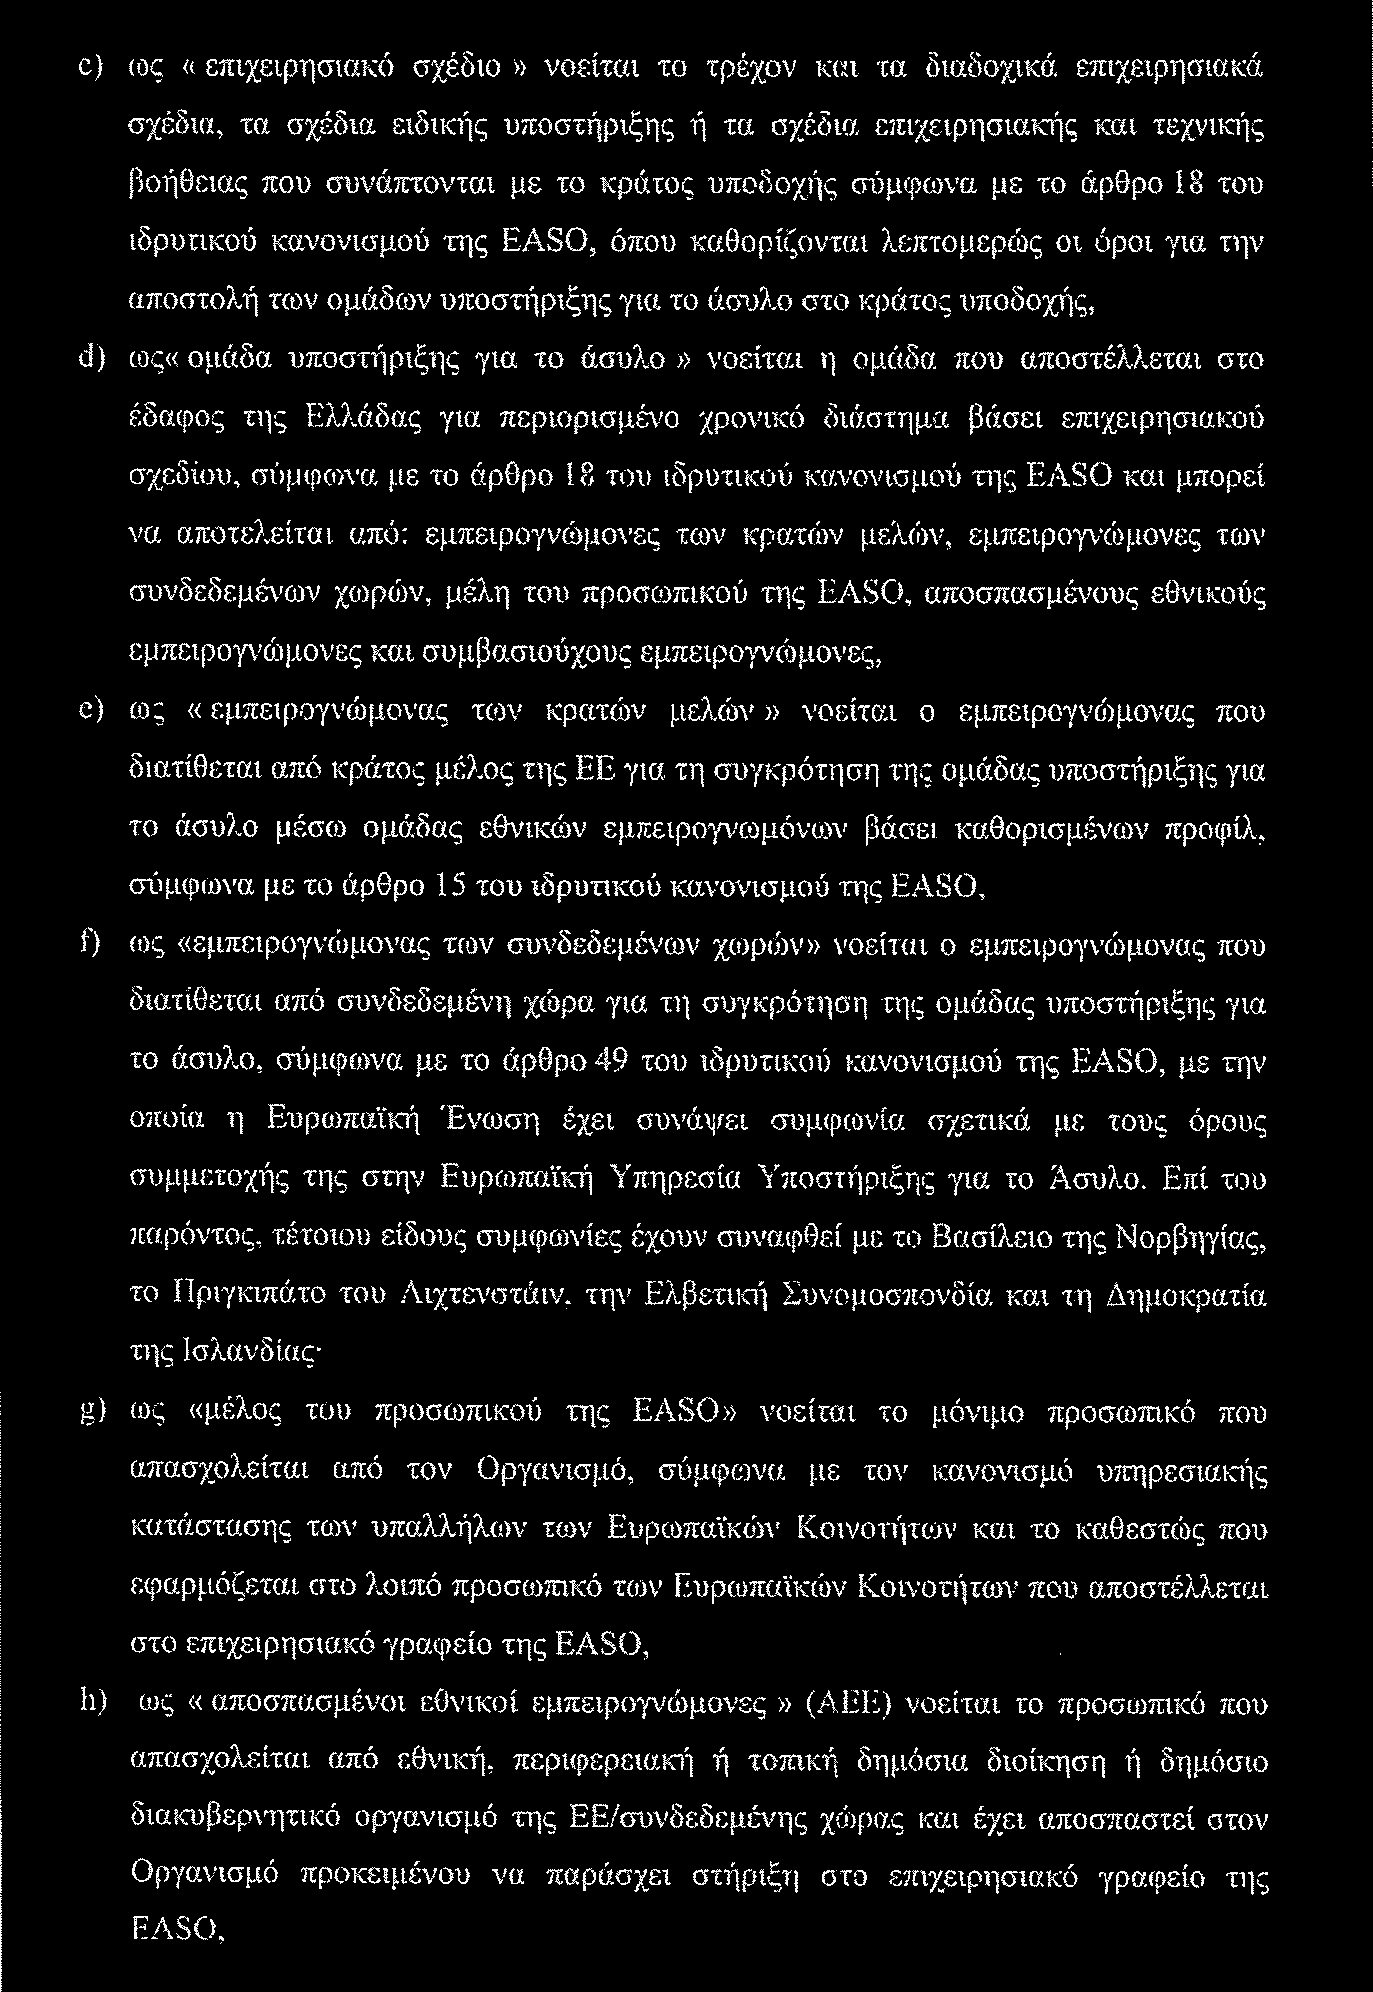 c) ως « επιχειρησιακό σχέδιο » νοείται το τρέχον και τα διαδοχικά επιχειρησιακά
σχέδια, τα σχέδια ειδικής υποστήριξης ή τα σχέδια επιχειρησιακής και τεχνικής
βοήθειας που συνάπτονται με το κράτος υποδοχής σύμφωνα με το άρθρο 18 του
ιδρυτικού κανονισμού της EASO, όπου καθορίζονται λεπτομερώς οι όροι για την
αποστολή των ομάδων υποστήριξης για το άσυλο στο κράτος υποδοχής,
d) ως« ομάδα υποστήριξης για το άσυλο » νοείται η ομάδα που αποστέλλεται στο
έδαφος της Ελλάδας για περιορισμένο χρονικό διάστημα βάσει επιχειρησιακού
σχεδίου, σύμφωνα με το άρθρο 18 του ιδρυτικού κανονισμού της EASO και μπορεί
να αποτελείται από: εμπειρογνώμονες των κρατών μελών, εμπειρογνώμονες των
συνδεδεμένων χωρών, μέλη του προσωπικού της EASO, αποσπασμένους εθνικούς
εμπειρογνώμονες και συμβασιούχους εμπειρογνώμονες,
e) ως « εμπειρογνώμονας των κρατών μελών » νοείται ο εμπειρογνώμονας που
διατίθεται από κράτος μέλος της ΕΕ για τη συγκρότηση της ομάδας υποστήριξης για
το άσυλο μέσω ομάδας εθνικών εμπειρογνωμόνων βάσει καθορισμένων προφίλ,
σύμφωνα με το άρθρο 15 του ιδρυτικού κανονισμού της EASO,
f) ως «εμπειρογνώμονας των συνδεδεμένων χωρών» νοείται ο εμπειρογνώμονας που
διατίθεται από συνδεδεμένη χώρα για τη συγκρότηση της ομάδας υποστήριξης για
το άσυλο, σύμφωνα με το άρθρο 49 του ιδρυτικού κανονισμού της EASO, με την
οποία η Ευρωπαϊκή Ένωση έχει συνάψει συμφωνία σχετικά με τους όρους
συμμετοχής της στην Ευρωπαϊκή Υπηρεσία Υποστήριξης για το Άσυλο. Επί του
παρόντος, τέτοιου είδους συμφωνίες έχουν συναφθεί με το Βασίλειο της Νορβηγίας,
το Πριγκιπάτο του Λιχτενστάιν, την Ελβετική Συνομοσπονδία και τη Δημοκρατία
της Ισλανδίας·
g) ως «μέλος του προσωπικού της EASO» νοείται το μόνιμο προσωπικό που
απασχολείται από τον Οργανισμό, σύμφωνα με τον κανονισμό υπηρεσιακής
κατάστασης των υπαλλήλων των Ευρωπαϊκών Κοινοτήτων και το καθεστώς που
εφαρμόζεται στο λοιπό προσωπικό των Ευρωπαϊκών Κοινοτήτων που αποστέλλεται
στο επιχειρησιακό γραφείο της EASO,
h) ως « αποσπασμένοι εθνικοί εμπειρογνώμονες » (ΑΕΕ) νοείται το προσωπικό που
απασχολείται από εθνική, περιφερειακή ή τοπική δημόσια διοίκηση ή δημόσιο
διακυβερνητικό οργανισμό της ΕΕ/συνδεδεμένης χώρας και έχει αποσπαστεί στον
Οργανισμό προκειμένου να παράσχει στήριξη στο επιχειρησιακό γραφείο της
EASO,